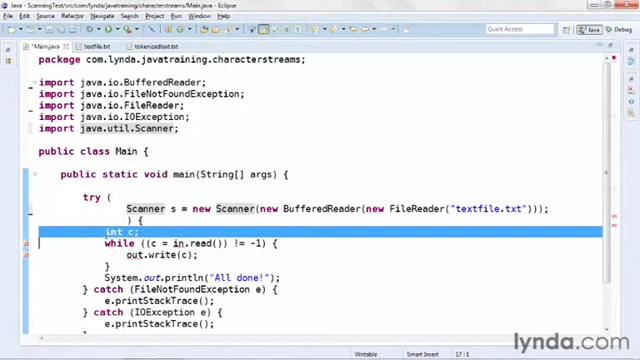 Java - ScanningText/src/com/lynda/javatraining/characterstreams/Main.java - Eclipse
File Edit Source Refactor Navigate Search Project Run Window Help
Quick Access
Java
Debug
*Main.java
textfile.txt
tokenizedtext.txt
package com.lynda.javatraining.characterstreams;
import java.io.BufferedReader;
import java.io.FileNotFoundException;
import java.io.FileReader;
import java.io.IOException;
import java.util.Scanner;
public class Main {
public static void main(String[] args) {
try (
Scanner s = new Scanner(new BufferedReader(new FileReader("textfile.txt")));
) {
int c;
while ((c = in.read()) != -1) {
out.write(c);
}
System.out.println("All done!");
} catch (FileNotFoundException e) {
e.printStackTrace();
} catch (IOException e) {
e.printStackTrace();
}
Writable
Smart Insert
17 : 1
lynda.com